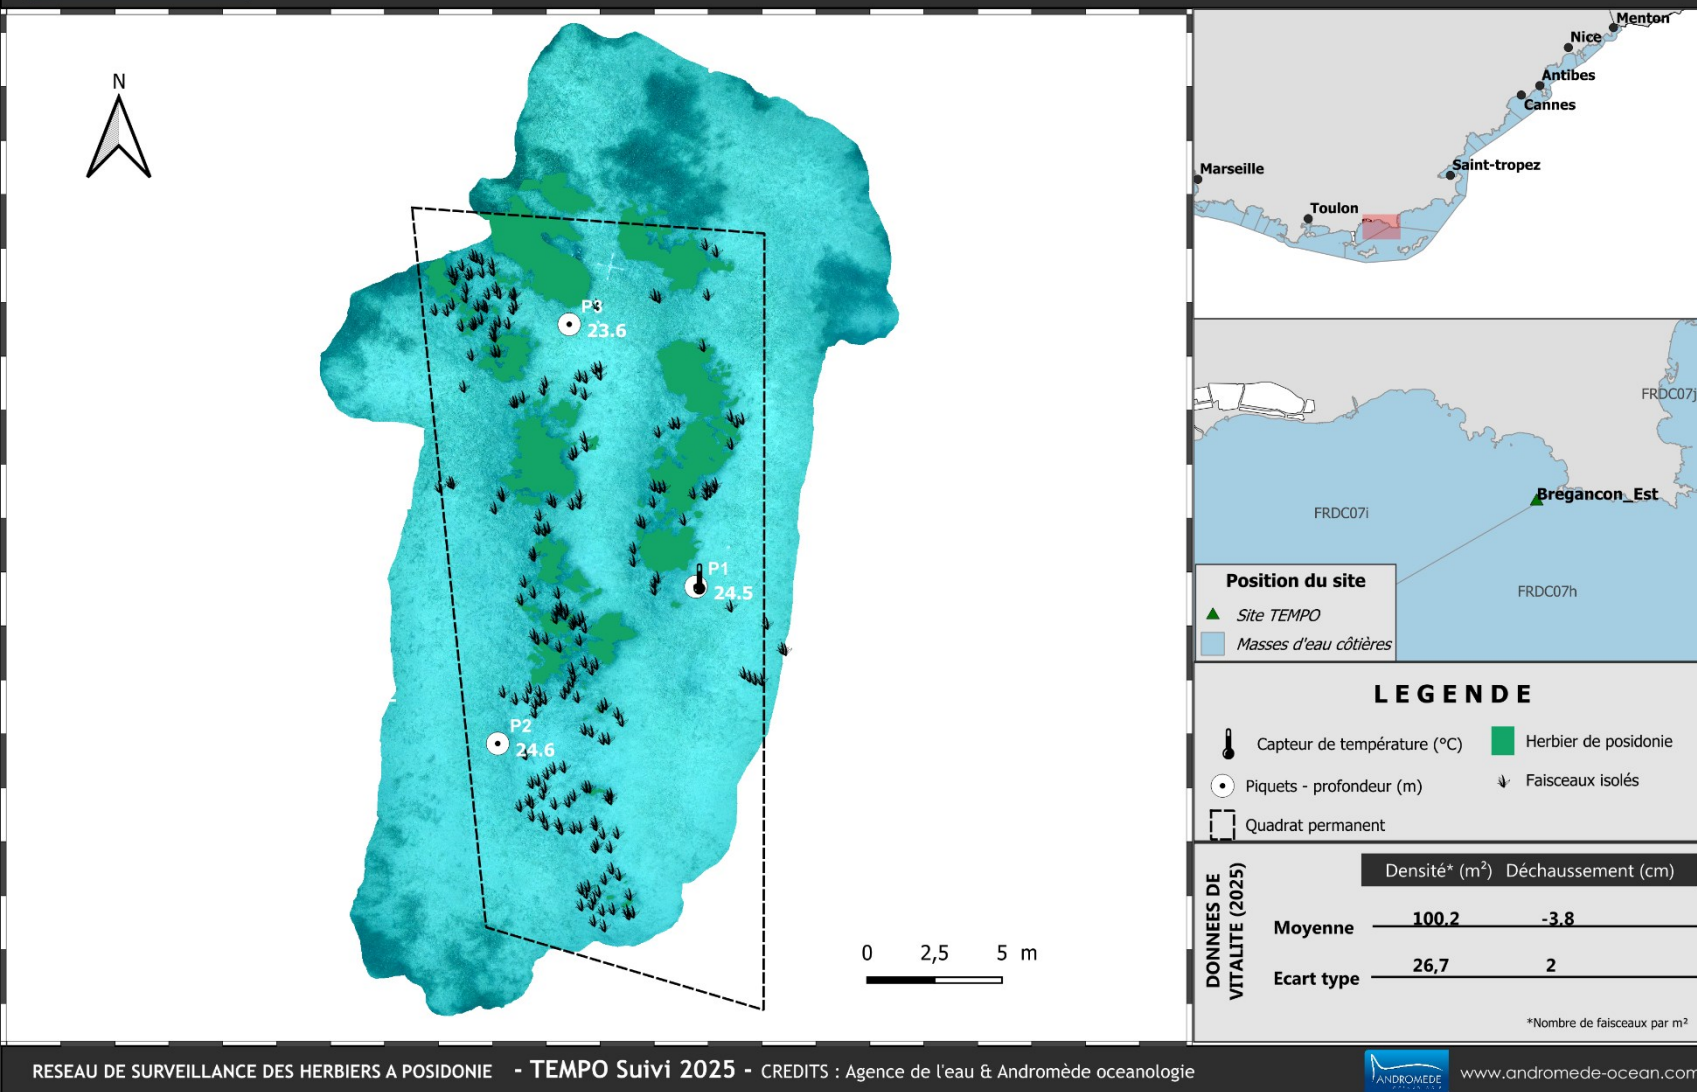 N
P3
23.6
P1
24.5
P2
24.6
0 2,5 5 m
Menton
Nice
Antibes
Cannes
Saint-tropez
Marseille
Toulon
FRDC07j
Bregancon_Est
FRDC07i
FRDC07h
Position du site
Site TEMPO
Masses d'eau côtières
LEGENDE
Capteur de température (°C)
Herbier de posidonie
Piquets - profondeur (m)
Faisceaux isolés
Quadrat permanent
DONNEES DE
VITALITE (2025)
Densité* (m²) Déchaussement (cm)
Moyenne 100,2 -3.8
Ecart type 26,7 2
*Nombre de faisceaux par m²
RESEAU DE SURVEILLANCE DES HERBIERS A POSIDONIE - TEMPO Suivi 2025 - CREDITS : Agence de l'eau & Andromède oceanologie
ANDROMEDE
www.andromede-ocean.com